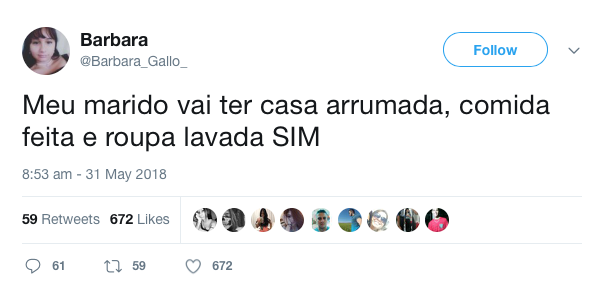 Barbara
@Barbara_Gallo_
Follow
Meu marido vai ter casa arrumada, comida
feita e roupa lavada SIM
8:53 am - 31 May 2018
59 Retweets 672 Likes
61 59 672